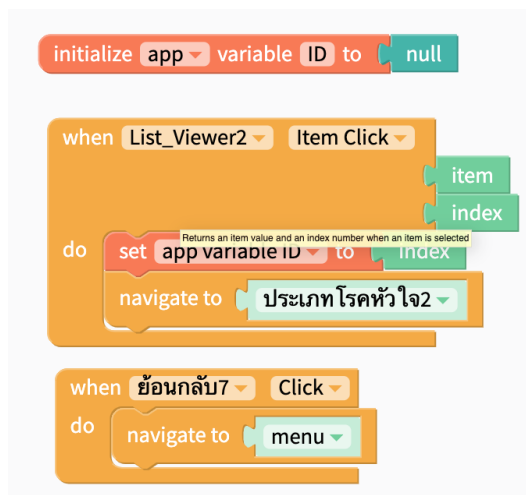 initialize app variable ID to null
when List_Viewer2 Item Click
item
index
Returns an item value and an index number when an item is selected
do set app variable ID to index
navigate to ประเภทโรคหัวใจ2
when ย้อนกลับ7 Click
do
navigate to menu